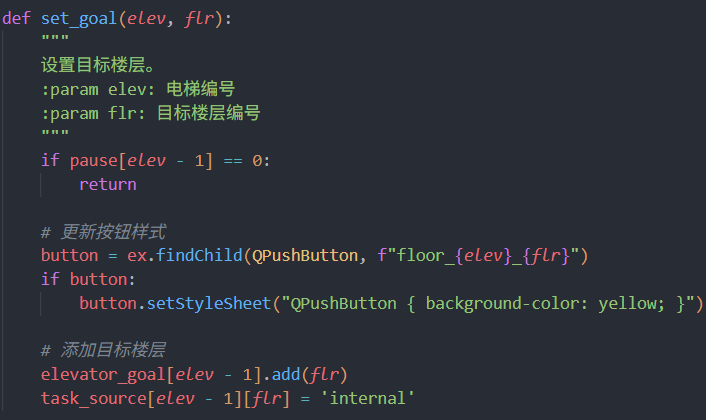 def set_goal(elev, flr):
    """
    设置目标楼层。
    :param elev: 电梯编号
    :param flr: 目标楼层编号
    """
    if pause[elev - 1] == 0:
        return

    # 更新按钮样式
    button = ex.findChild(QPushButton, f"floor_{elev}_{flr}")
    if button:
        button.setStyleSheet("QPushButton { background-color: yellow; }")

    # 添加目标楼层
    elevator_goal[elev - 1].add(flr)
    task_source[elev - 1][flr] = 'internal'